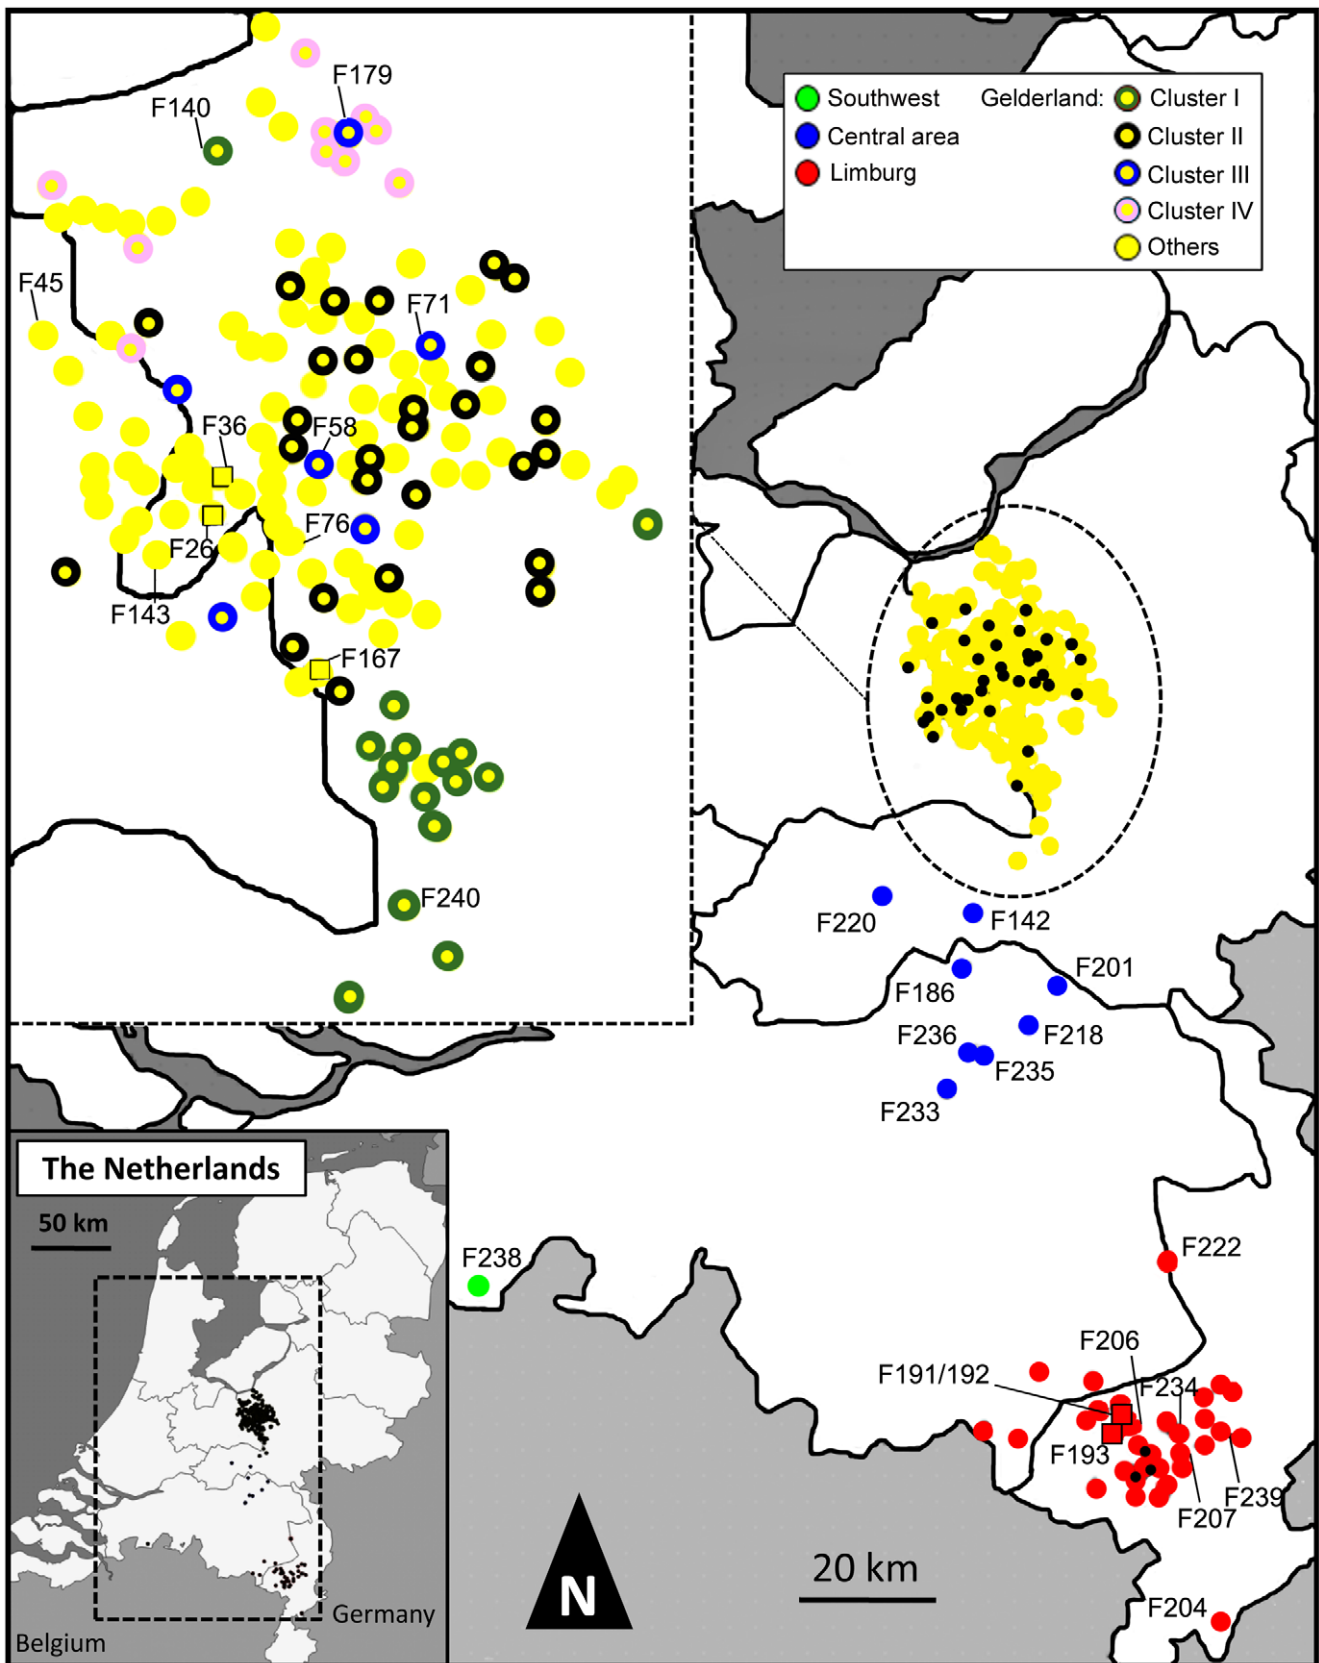 F179
F140
Southwest
Central area
Limburg
Gelderland:
Cluster I
Cluster II
Cluster III
Cluster IV
Others
F45
F71
F36
F58
F76
F26
F143
F167
F240
F220
F142
F186
F201
F236
F218
F235
F233
The Netherlands
50 km
F238
F222
F206
F191/192
F234
F193
F239
F207
20 km
N
F204
Germany
Belgium